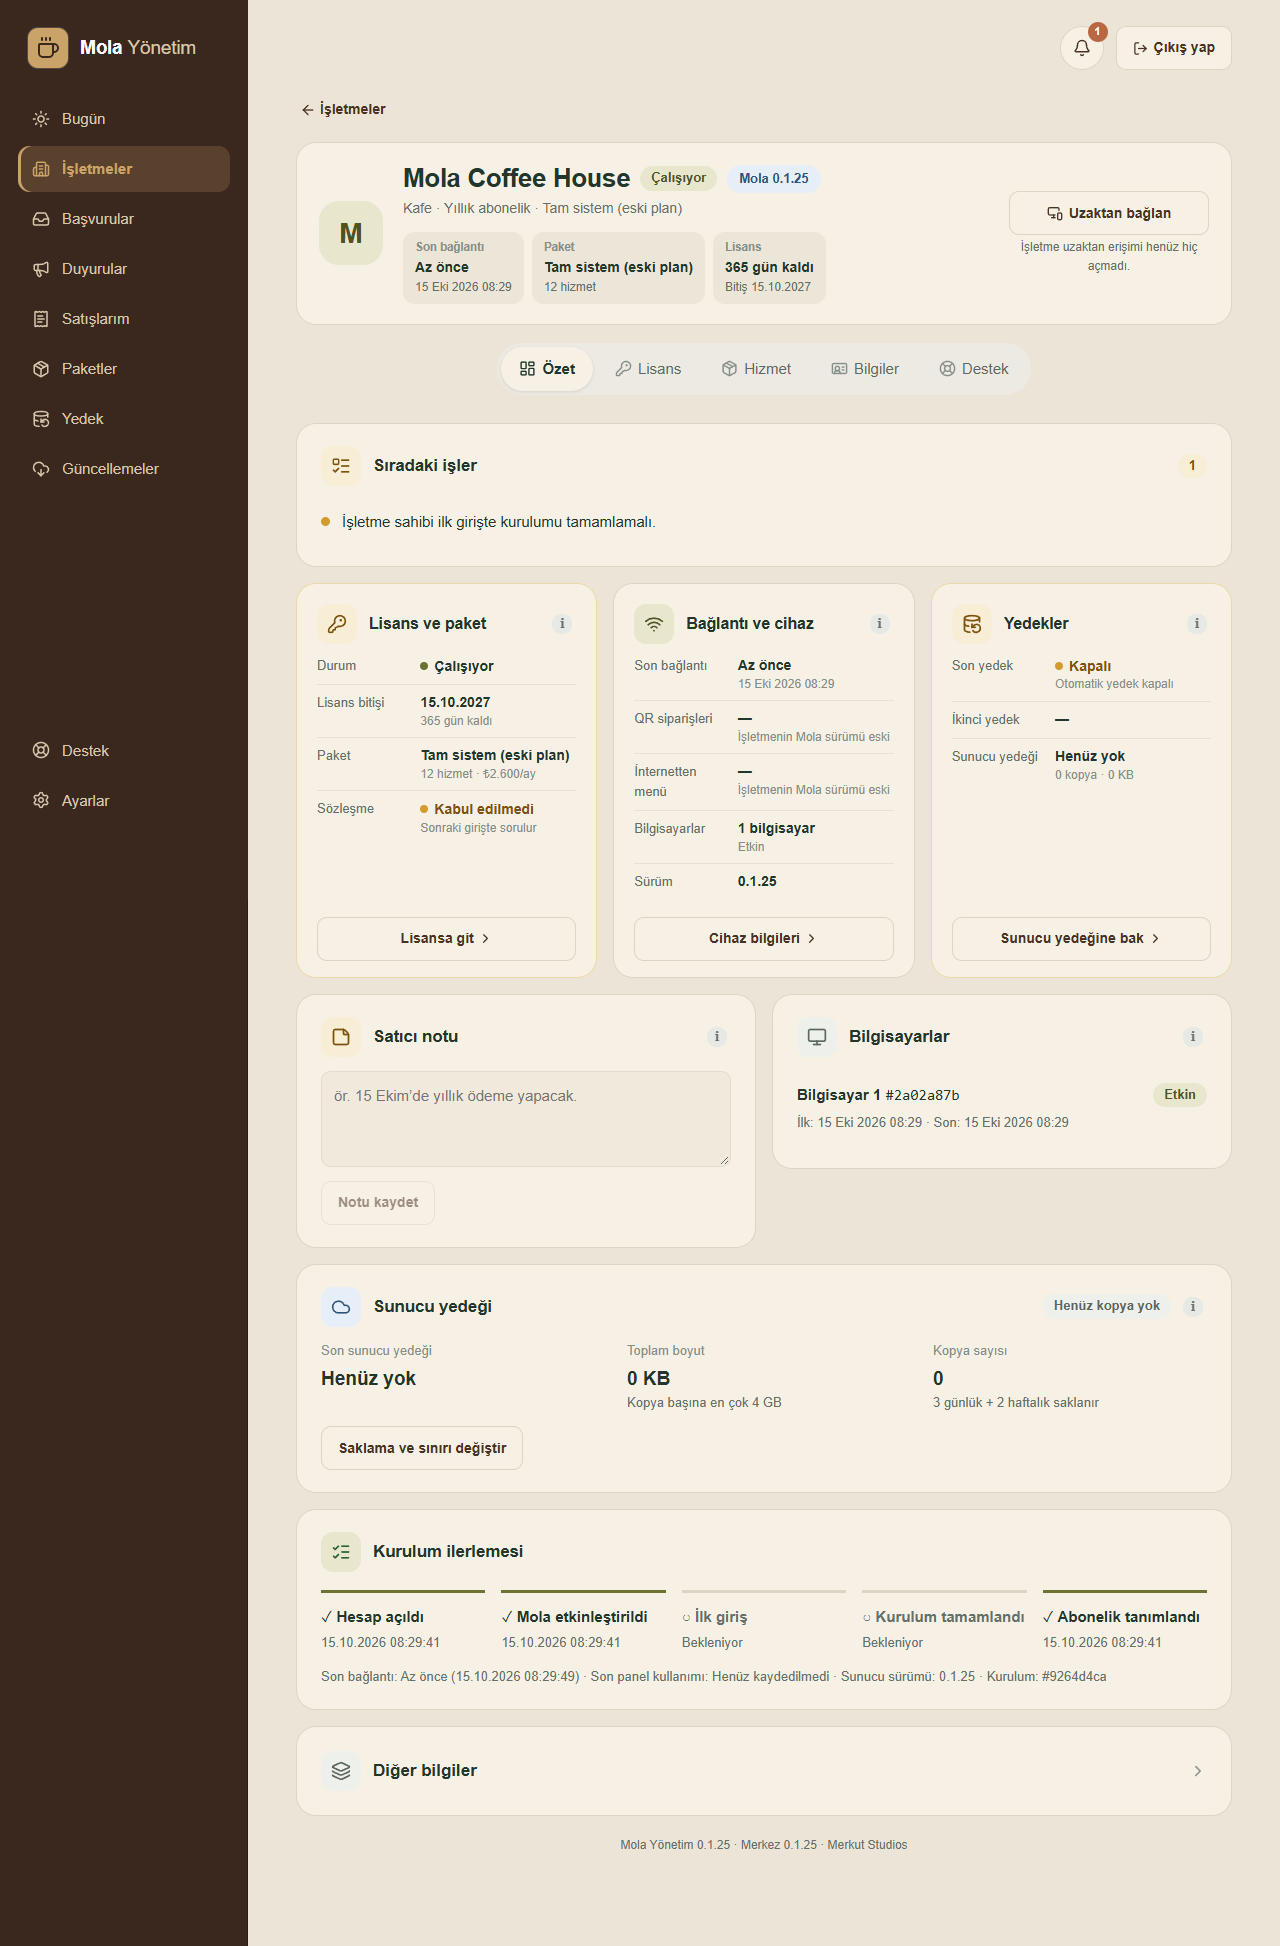 Mola Yönetim
Bugün
İşletmeler
Başvurular
Duyurular
Satışlarım
Paketler
Yedek
Güncellemeler
Destek
Ayarlar
1
Çıkış yap
İşletmeler
M
Mola Coffee House
Çalışıyor
Mola 0.1.25
Kafe · Yıllık abonelik · Tam sistem (eski plan)
Son bağlantı
Az önce
15 Eki 2026 08:29
Paket
Tam sistem (eski plan)
12 hizmet
Lisans
365 gün kaldı
Bitiş 15.10.2027
Uzaktan bağlan
İşletme uzaktan erişimi henüz hiç
açmadı.
Özet
Lisans
Hizmet
Bilgiler
Destek
Sıradaki işler
1
İşletme sahibi ilk girişte kurulumu tamamlamalı.
Lisans ve paket
i
Durum
Çalışıyor
Lisans bitişi
15.10.2027
365 gün kaldı
Paket
Tam sistem (eski plan)
12 hizmet · ₺2.600/ay
Sözleşme
Kabul edilmedi
Sonraki girişte sorulur
Lisansa git
Bağlantı ve cihaz
i
Son bağlantı
Az önce
15 Eki 2026 08:29
QR siparişleri
—
İşletmenin Mola sürümü eski
İnternetten
menü
—
İşletmenin Mola sürümü eski
Bilgisayarlar
1 bilgisayar
Etkin
Sürüm
0.1.25
Cihaz bilgileri
Yedekler
i
Son yedek
Kapalı
Otomatik yedek kapalı
İkinci yedek
—
Sunucu yedeği
Henüz yok
0 kopya · 0 KB
Sunucu yedeğine bak
Satıcı notu
i
ör. 15 Ekim'de yıllık ödeme yapacak.
Notu kaydet
Bilgisayarlar
i
Bilgisayar 1 #2a02a87b
Etkin
İlk: 15 Eki 2026 08:29 · Son: 15 Eki 2026 08:29
Sunucu yedeği
Henüz kopya yok
i
Son sunucu yedeği
Henüz yok
Toplam boyut
0 KB
Kopya başına en çok 4 GB
Kopya sayısı
0
3 günlük + 2 haftalık saklanır
Saklama ve sınırı değiştir
Kurulum ilerlemesi
✓ Hesap açıldı
15.10.2026 08:29:41
✓ Mola etkinleştirildi
15.10.2026 08:29:41
○ İlk giriş
Bekleniyor
○ Kurulum tamamlandı
Bekleniyor
✓ Abonelik tanımlandı
15.10.2026 08:29:41
Son bağlantı: Az önce (15.10.2026 08:29:49) · Son panel kullanımı: Henüz kaydedilmedi · Sunucu sürümü: 0.1.25 · Kurulum: #9264d4ca
Diğer bilgiler
Mola Yönetim 0.1.25 · Merkez 0.1.25 · Merkut Studios